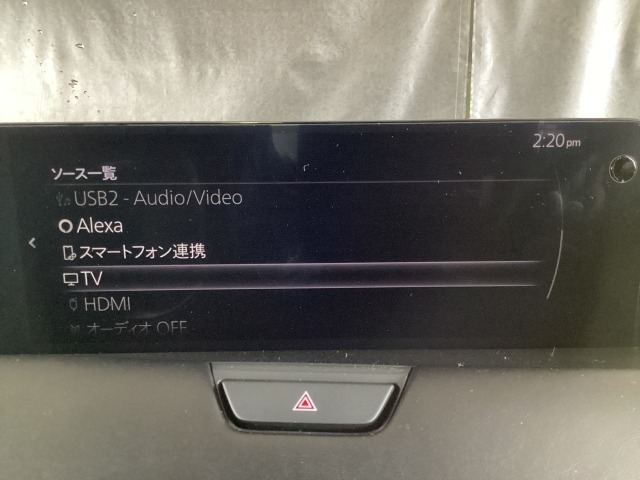 2:20pm
ソース一覧
USB2 - Audio/Video
Alexa
スマートフォン連携
TV
HDMI
オーディオ OFF